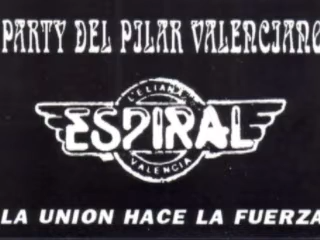 PARTY DEL PILAR VALENCIANO
L'ELIANA
ESPIRAL
VALENCIA
LA UNION HACE LA FUERZA